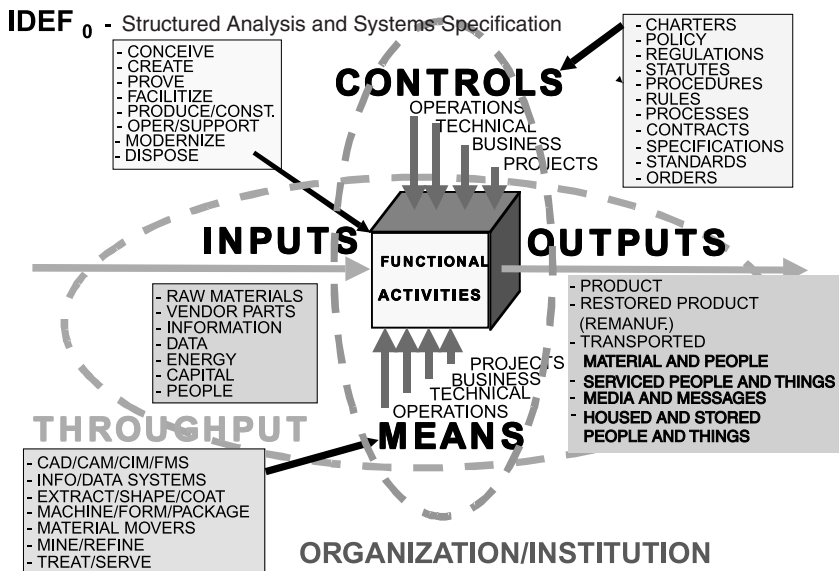 IDEF 0 - Structured Analysis and Systems Specification
- CONCEIVE
- CREATE
- PROVE
- FACILITIZE
- PRODUCE/CONST.
- OPER/SUPPORT
- MODERNIZE
- DISPOSE
CONTROLS
OPERATIONS
TECHNICAL
BUSINESS
PROJECTS
- CHARTERS
- POLICY
- REGULATIONS
- STATUTES
- PROCEDURES
- RULES
- PROCESSES
- CONTRACTS
- SPECIFICATIONS
- STANDARDS
- ORDERS
INPUTS
FUNCTIONAL
ACTIVITIES
OUTPUTS
- RAW MATERIALS
- VENDOR PARTS
- INFORMATION
- DATA
- ENERGY
- CAPITAL
- PEOPLE
- PRODUCT
- RESTORED PRODUCT
(REMANUF.)
- TRANSPORTED
MATERIAL AND PEOPLE
- SERVICED PEOPLE AND THINGS
- MEDIA AND MESSAGES
- HOUSED AND STORED
PEOPLE AND THINGS
PROJECTS
BUSINESS
TECHNICAL
OPERATIONS
THROUGHPUT
MEANS
- CAD/CAM/CIM/FMS
- INFO/DATA SYSTEMS
- EXTRACT/SHAPE/COAT
- MACHINE/FORM/PACKAGE
- MATERIAL MOVERS
- MINE/REFINE
- TREAT/SERVE
ORGANIZATION/INSTITUTION